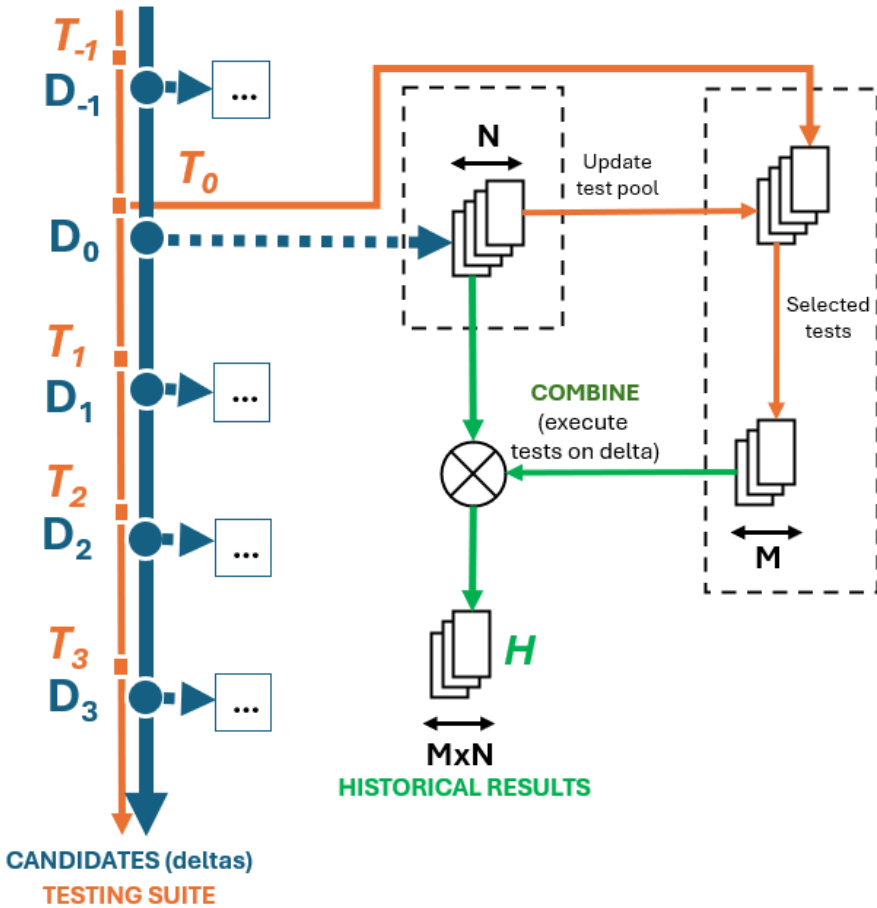 T-1
D-1
...
T0
D0
N
Update
test pool
Selected
tests
T1
D1
...
COMBINE
(execute
tests on delta)
T2
D2
...
M
T3
D3
...
H
MxN
HISTORICAL RESULTS
CANDIDATES (deltas)
TESTING SUITE